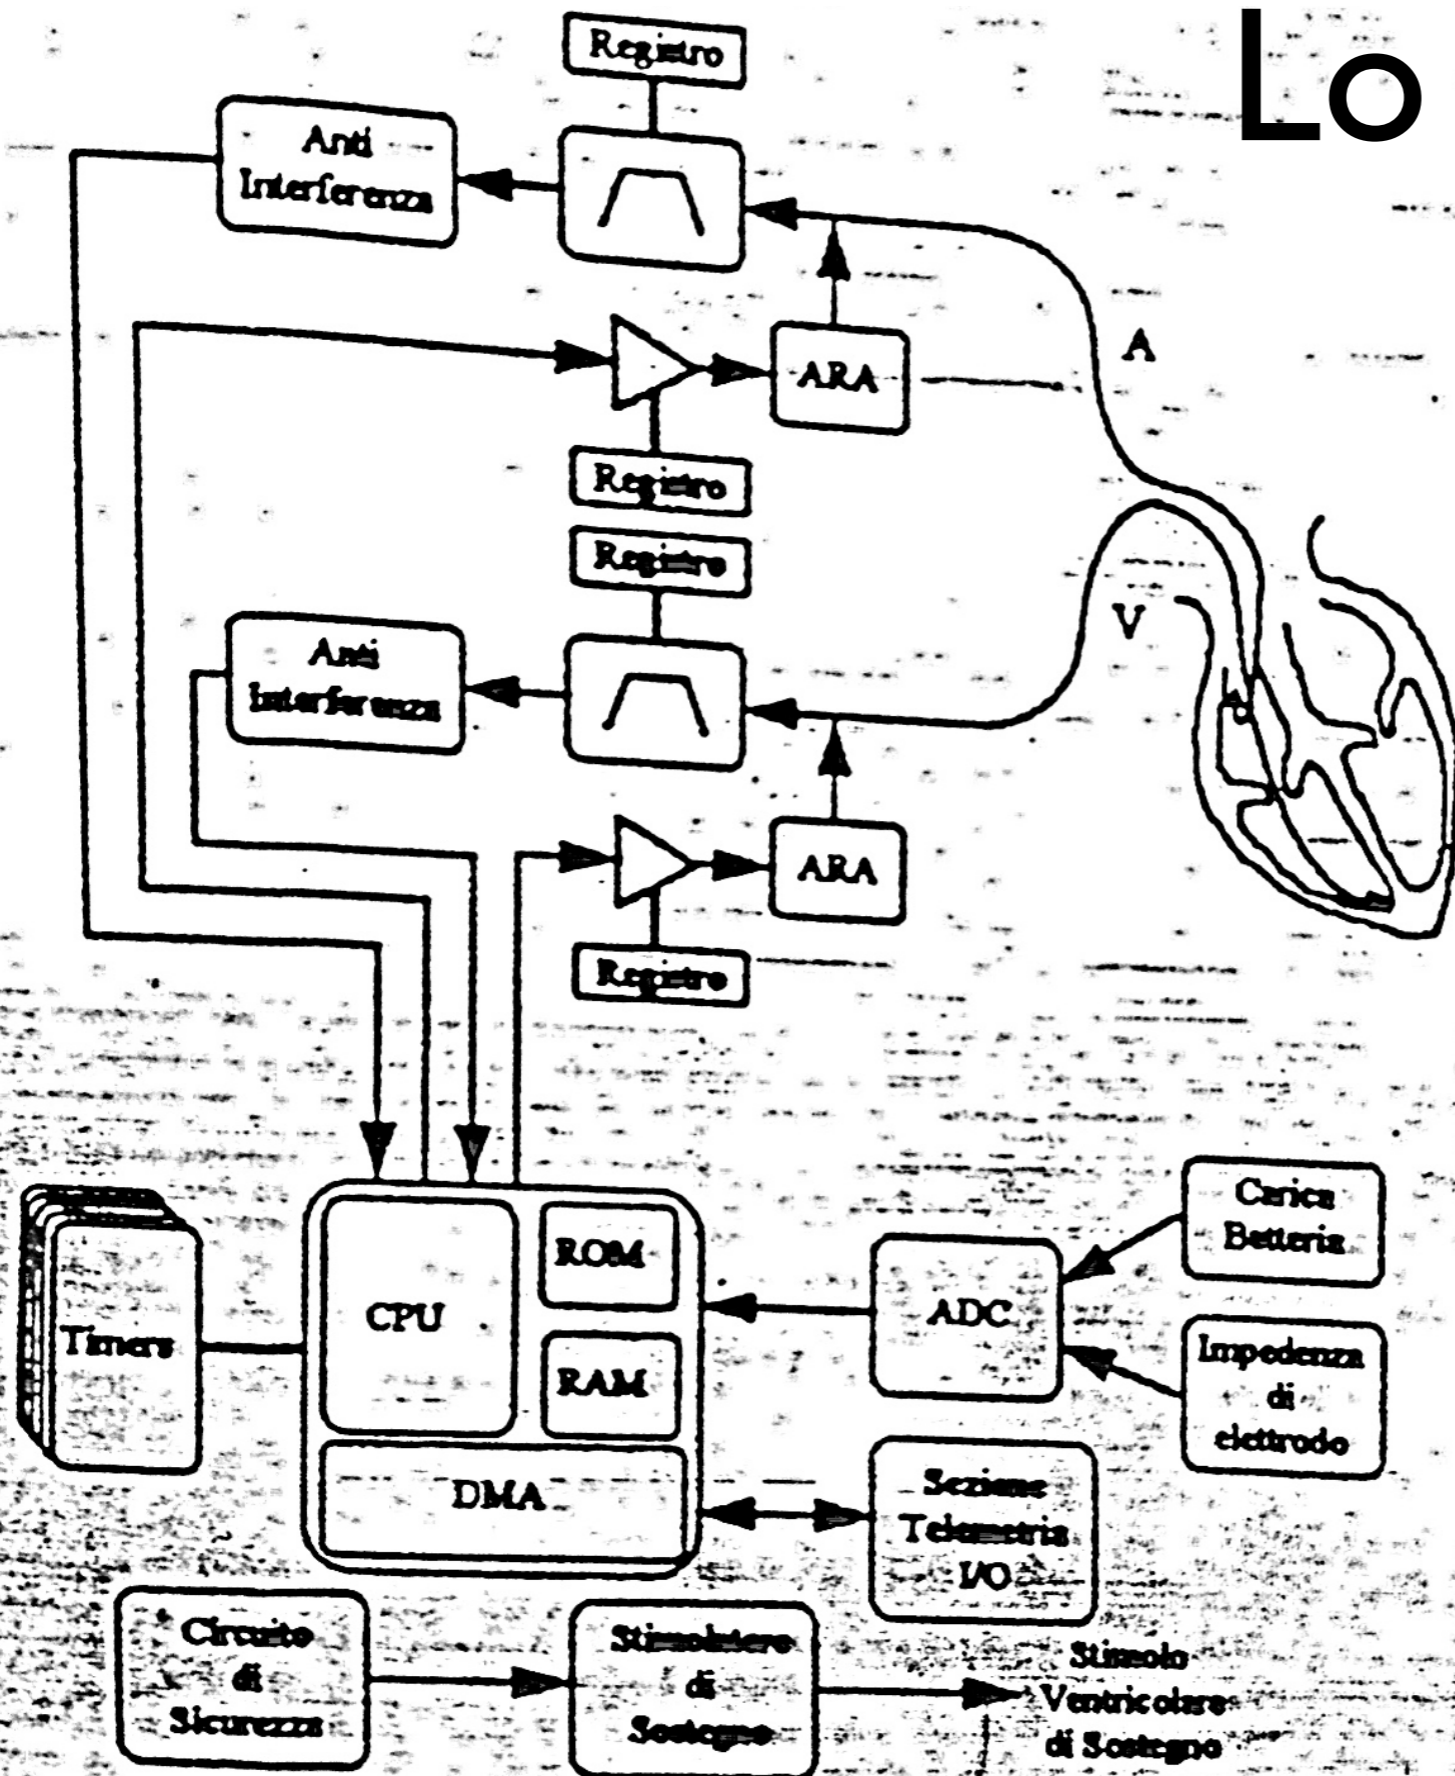 Lo
Registro
Anti
Interferenza
A
ARA
Registro
Registro
V
Anti
Interferenza
ARA
Registro
Timers
CPU
ROM
RAM
DMA
ADC
Carica
Batteria
Impedenza
di
elettrodo
Sezione
Telemetria
I/O
Circuito
di
Sicurezza
Stimolatore
di
Sostegno
Stimolo
Ventricolare
di Sostegno